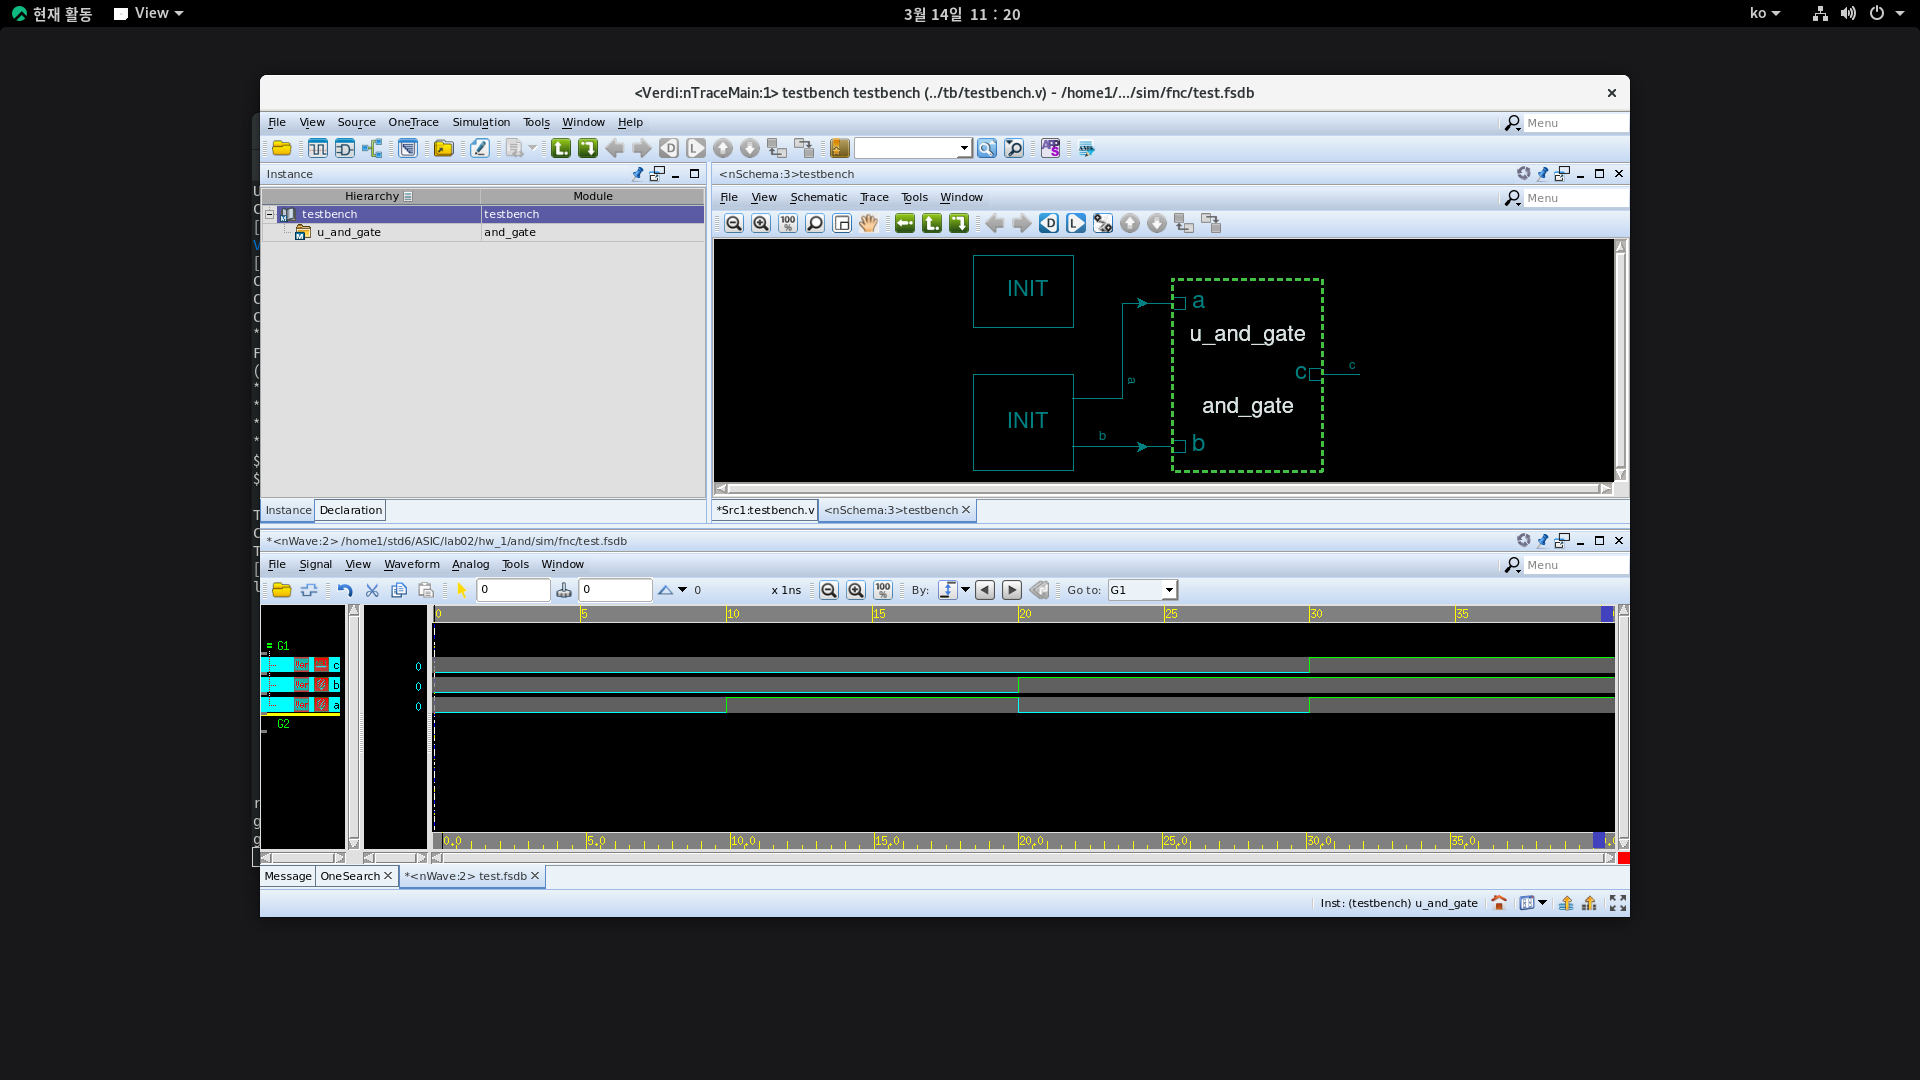 현재 활동 View 3월 14일 11 : 20 ko
<Verdi:nTraceMain:1> testbench testbench (../tb/testbench.v) - /home1/.../sim/fnc/test.fsdb
File View Source OneTrace Simulation Tools Window Help Menu
Instance
Hierarchy Module
testbench testbench
u_and_gate and_gate
Instance Declaration
<nSchema:3>testbench
File View Schematic Trace Tools Window Menu
100 %
INIT
a
u_and_gate
c
c
a
INIT
and_gate
b
b
*Src1:testbench.v <nSchema:3>testbench
*<nWave:2> /home1/std6/ASIC/lab02/hw_1/and/sim/fnc/test.fsdb
File Signal View Waveform Analog Tools Window Menu
0 0 0 x 1ns 100 % By: Go to: G1
0 5 10 15 20 25 30 35
G1
c 0
b 0
a 0
G2
0.0 5.0 10.0 15.0 20.0 25.0 30.0 35.0
Message OneSearch *<nWave:2> test.fsdb
Inst: (testbench) u_and_gate